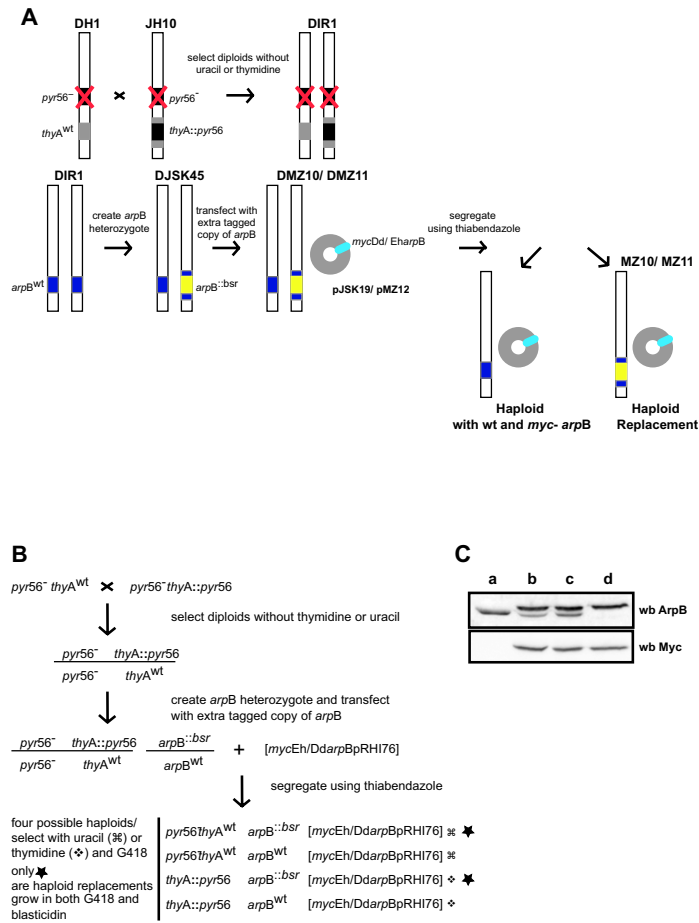 A
DH1 JH10 DIR1
select diploids without
uracil or thymidine
pyr56⁻ pyr56⁻
thyAwt thyA::pyr56
DIR1 DJSK45 DMZ10/ DMZ11
create arpB
heterozygote
transfect with
extra tagged
copy of arpB
segregate
using thiabendazole
mycDd/ EharpB
arpBwt arpB::bsr
pJSK19/ pMZ12
MZ10/ MZ11
Haploid
with wt and myc- arpB
Haploid
Replacement
B
pyr56⁻ thyAwt × pyr56⁻thyA::pyr56
select diploids without thymidine or uracil
pyr56⁻ thyA::pyr56
pyr56⁻ thyAwt
create arpB heterozygote and transfect
with extra tagged copy of arpB
pyr56⁻ thyA::pyr56 arpB::bsr + [mycEh/DdarpBpRHI76]
pyr56⁻ thyAwt arpBwt
segregate using thiabendazole
four possible haploids/
select with uracil (⌘) or
thymidine (❖) and G418
only ★
are haploid replacements
grow in both G418 and
blasticidin
pyr56?thyAwt arpB::bsr [mycEh/DdarpBpRHI76] ⌘ ★
pyr56?thyAwt arpBwt [mycEh/DdarpBpRHI76] ⌘
thyA::pyr56 arpB::bsr [mycEh/DdarpBpRHI76] ❖ ★
thyA::pyr56 arpBwt [mycEh/DdarpBpRHI76] ❖
C
a b c d
wb ArpB
wb Myc